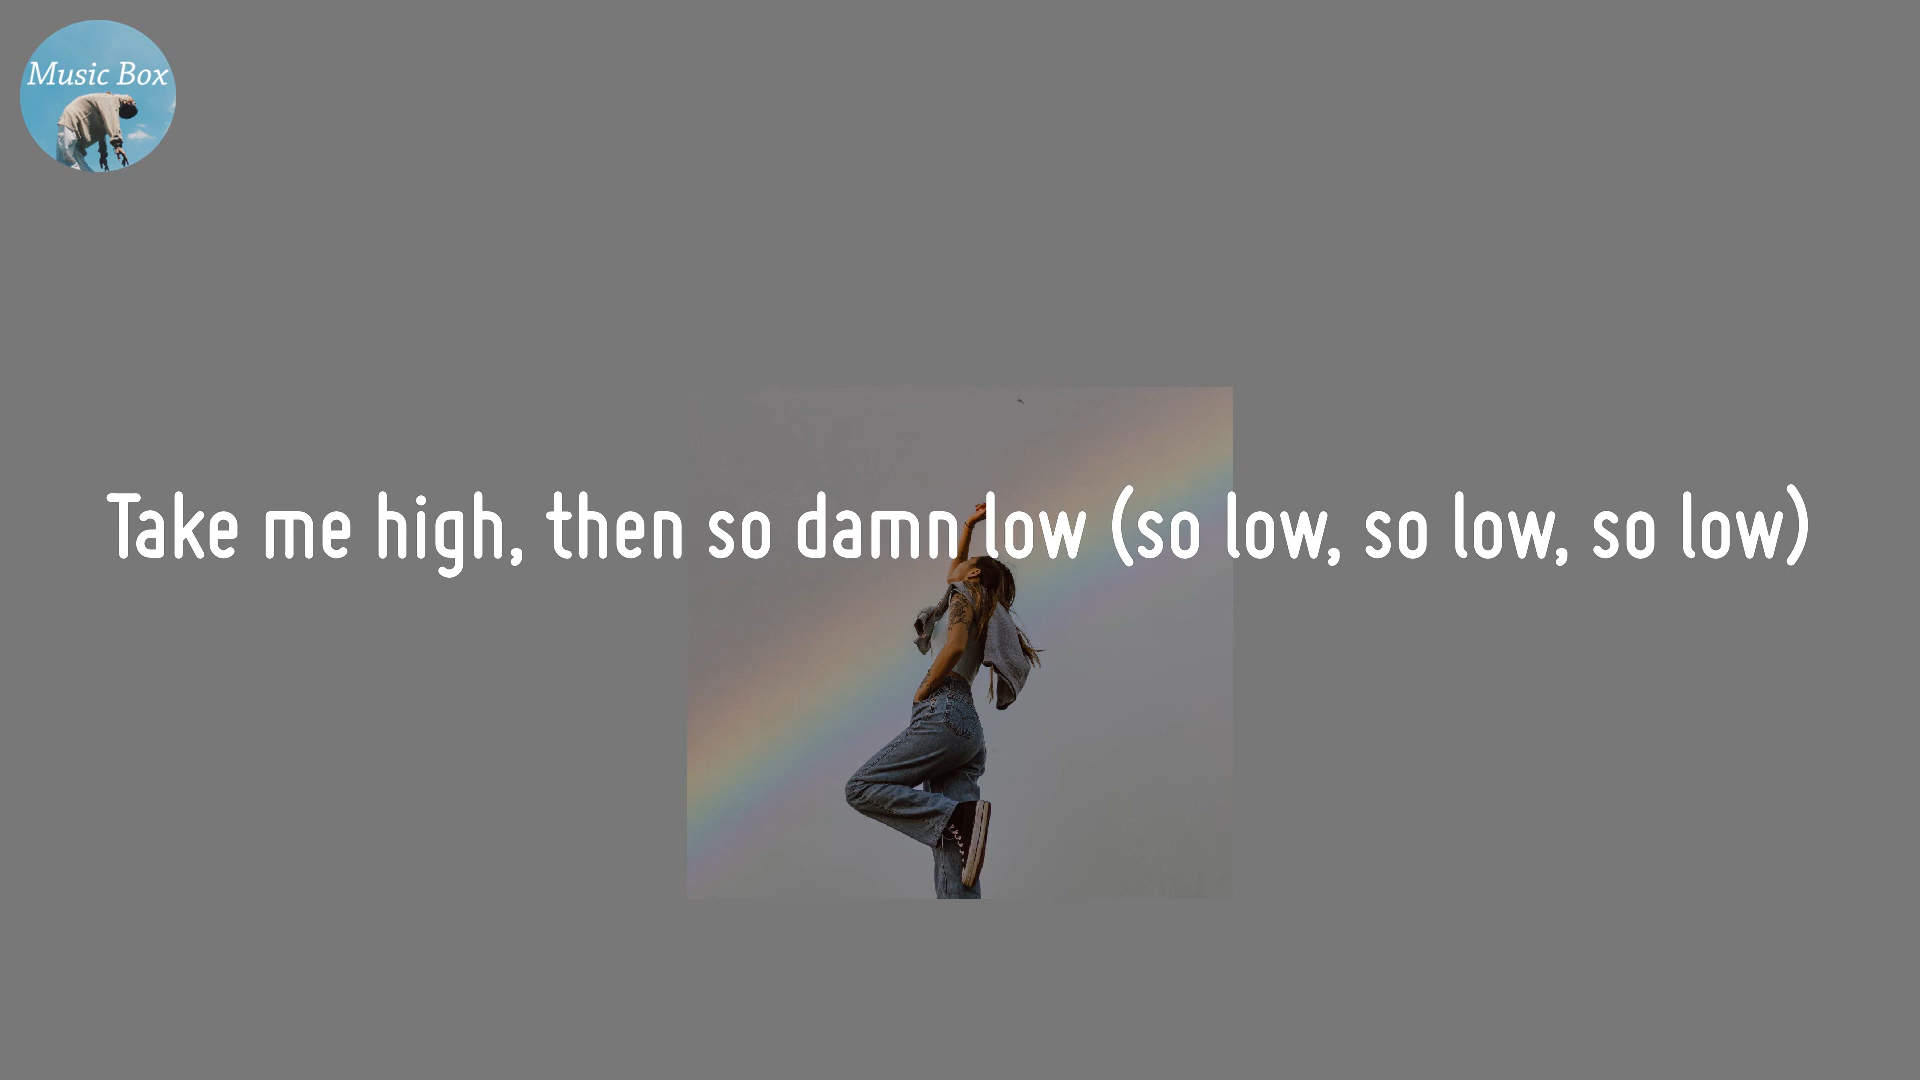 Music Box
Take me high, then so damn low (so low, so low, so low)